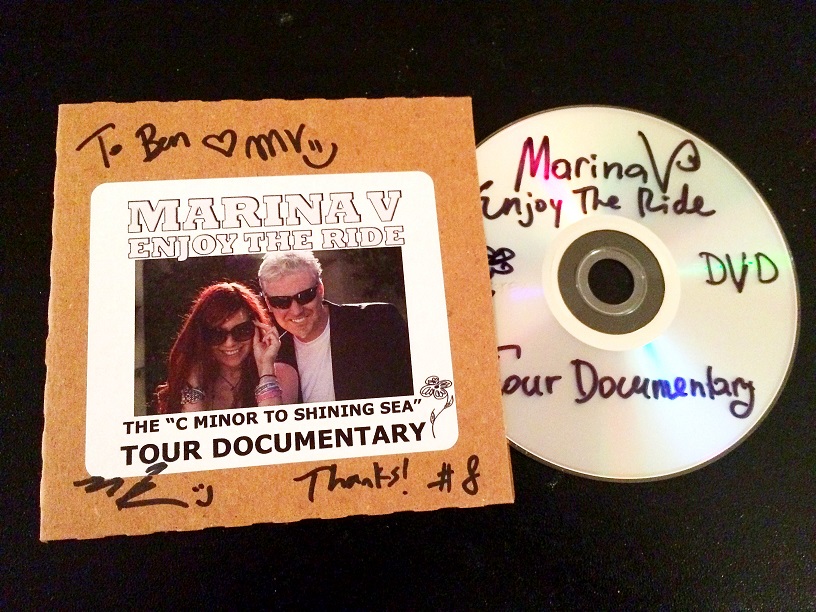 To Ben ♡ MV
MARINA V
ENJOY THE RIDE
THE "C MINOR TO SHINING SEA"
TOUR DOCUMENTARY
Thanks! #8
Marina V
Enjoy The Ride
DVD
Tour Documentary